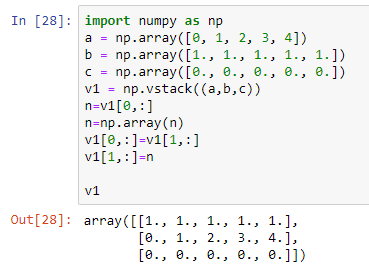 In [28]: import numpy as np
a = np.array([0, 1, 2, 3, 4])
b = np.array([1., 1., 1., 1., 1.])
c = np.array([0., 0., 0., 0., 0.])
v1 = np.vstack((a,b,c))
n=v1[0,:]
n=np.array(n)
v1[0,:]=v1[1,:]
v1[1,:]=n
v1
Out[28]: array([[1., 1., 1., 1., 1.],
[0., 1., 2., 3., 4.],
[0., 0., 0., 0., 0.]])